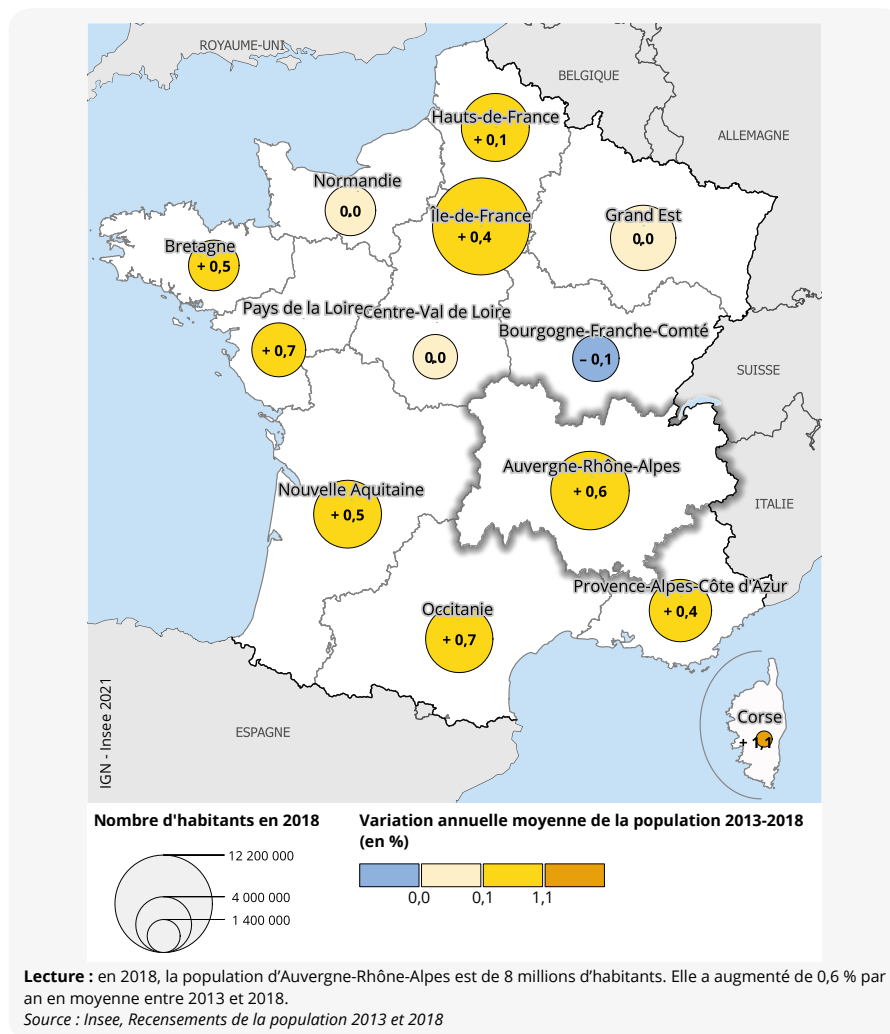 ROYAUME-UNI
BELGIQUE
Hauts-de-France
+ 0,1
ALLEMAGNE
Normandie
0,0
Île-de-France
+ 0,4
Grand Est
0,0
Bretagne
+ 0,5
Pays de la Loire
+ 0,7
Centre-Val de Loire
0,0
Bourgogne-Franche-Comté
– 0,1
SUISSE
Auvergne-Rhône-Alpes
+ 0,6
Nouvelle Aquitaine
+ 0,5
ITALIE
Provence-Alpes-Côte d'Azur
+ 0,4
Occitanie
+ 0,7
Corse
+ 1,1
ESPAGNE
IGN - Insee 2021
Nombre d'habitants en 2018
12 200 000
4 000 000
1 400 000
Variation annuelle moyenne de la population 2013-2018
(en %)
0,0 0,1 1,1
Lecture : en 2018, la population d’Auvergne-Rhône-Alpes est de 8 millions d’habitants. Elle a augmenté de 0,6 % par
an en moyenne entre 2013 et 2018.
Source : Insee, Recensements de la population 2013 et 2018